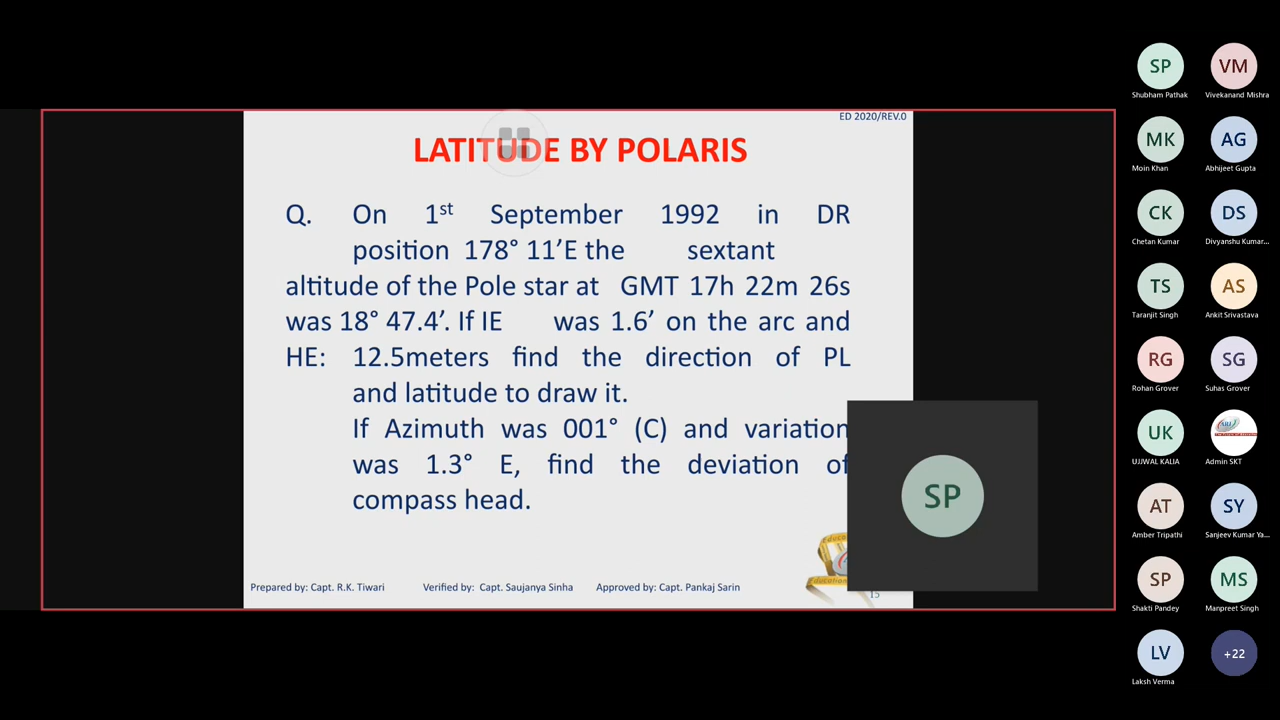 ED 2020/REV.0
LATITUDE BY POLARIS
Q. On 1st September 1992 in DR
position 178° 11’E the sextant
altitude of the Pole star at GMT 17h 22m 26s
was 18° 47.4’. If IE was 1.6’ on the arc and
HE: 12.5meters find the direction of PL
and latitude to draw it.
If Azimuth was 001° (C) and variation
was 1.3° E, find the deviation of
compass head.
Prepared by: Capt. R.K. Tiwari Verified by: Capt. Saujanya Sinha Approved by: Capt. Pankaj Sarin
15
SP
SP VM
Shubham Pathak Vivekanand Mishra
MK AG
Moin Khan Abhijeet Gupta
CK DS
Chetan Kumar Divyanshu Kumar...
TS AS
Taranjit Singh Ankit Srivastava
RG SG
Rohan Grover Suhas Grover
UK
UJJWAL KALIA Admin SKT
AT SY
Amber Tripathi Sanjeev Kumar Ya...
SP MS
Shakti Pandey Manpreet Singh
LV +22
Laksh Verma